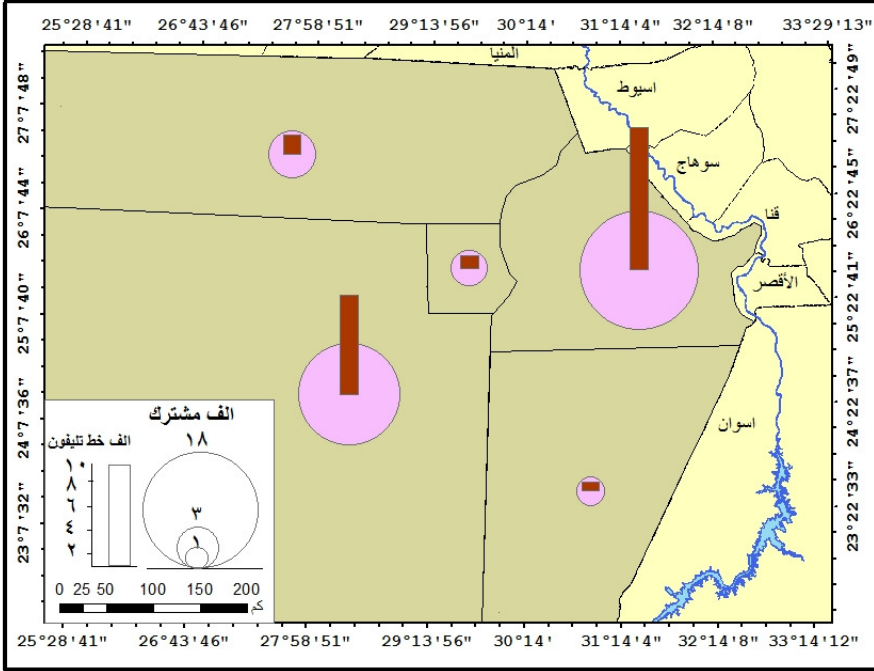 25°28'41" 26°43'46" 27°58'51" 29°13'56" 30°14' 31°14'4" 32°14'8" 33°29'13"
27°7'48" 26°7'44" 25°7'40" 24°7'36" 23°7'32"
المنيا
اسيوط
سوهاج
قنا
الأقصر
اسوان
27°22'49" 26°22'45" 25°22'41" 24°22'37" 23°22'33"
الف مشترك
الف خط تليفون
١٨
٣
١
١٠
٨
٦
٤
٢
0 25 50 100 150 200
كم
25°28'41" 26°43'46" 27°58'51" 29°13'56" 30°14' 31°14'4" 32°14'8" 33°14'12"